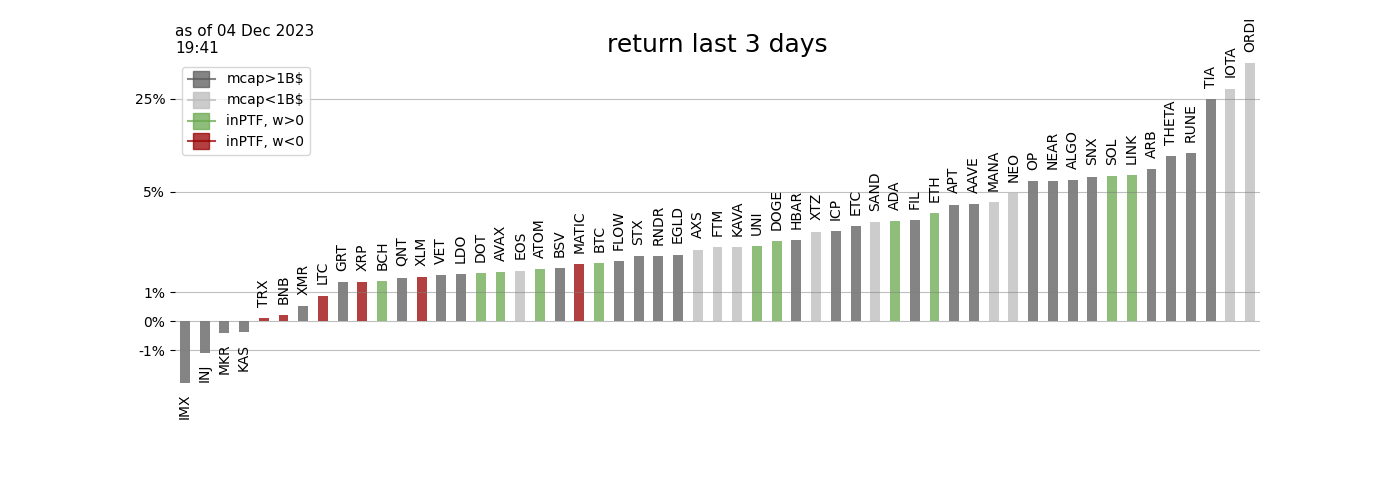 as of 04 Dec 2023
19:41
return last 3 days
mcap>1B$
mcap<1B$
inPTF, w>0
inPTF, w<0
25%
5%
1%
0%
-1%
IMX
INJ
MKR
KAS
TRX
BNB
XMR
LTC
GRT
XRP
BCH
QNT
XLM
VET
LDO
DOT
AVAX
EOS
ATOM
BSV
MATIC
BTC
FLOW
STX
RNDR
EGLD
AXS
FTM
KAVA
UNI
DOGE
HBAR
XTZ
ICP
ETC
SAND
ADA
FIL
ETH
APT
AAVE
MANA
NEO
OP
NEAR
ALGO
SNX
SOL
LINK
ARB
THETA
RUNE
TIA
IOTA
ORDI